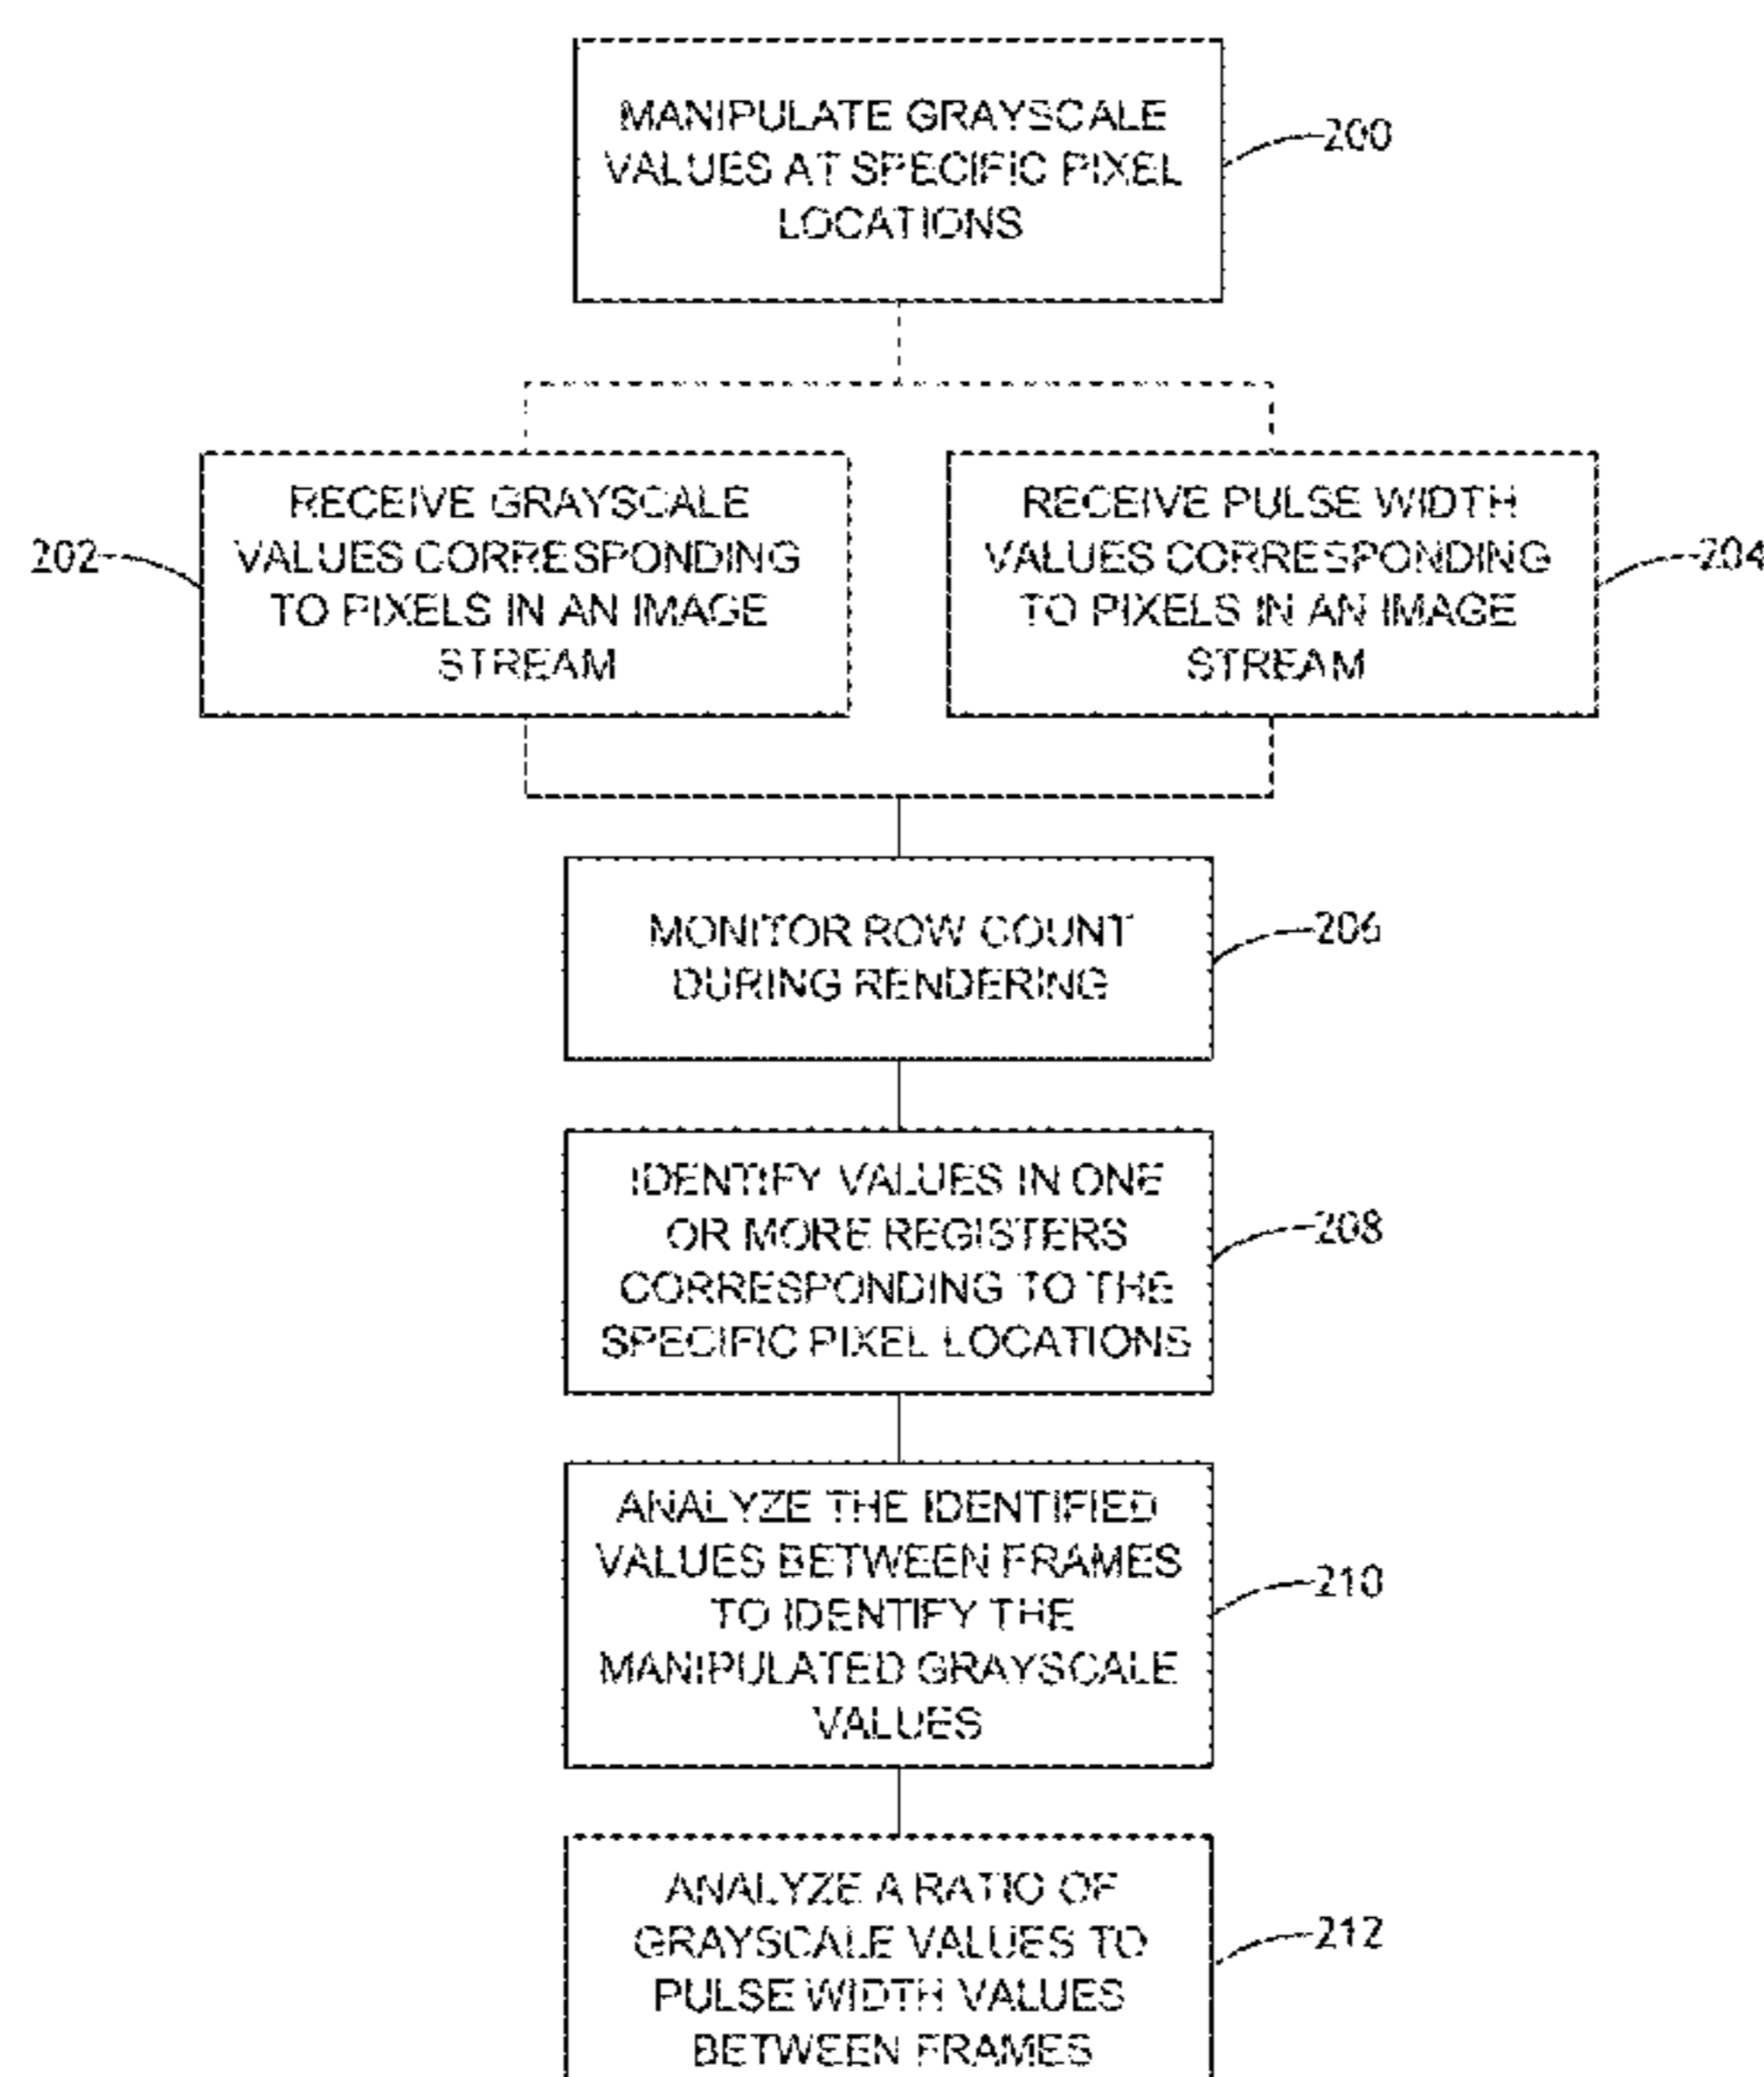 MANIPULATE GRAYSCALE
VALUES AT SPECIFIC PIXEL
LOCATIONS
200
RECEIVE GRAYSCALE
VALUES CORRESPONDING
TO PIXELS IN AN IMAGE
STREAM
202
RECEIVE PULSE WIDTH
VALUES CORRESPONDING
TO PIXELS IN AN IMAGE
STREAM
204
MONITOR ROW COUNT
DURING RENDERING
206
IDENTIFY VALUES IN ONE
OR MORE REGISTERS
CORRESPONDING TO THE
SPECIFIC PIXEL LOCATIONS
208
ANALYZE THE IDENTIFIED
VALUES BETWEEN FRAMES
TO IDENTIFY THE
MANIPULATED GRAYSCALE
VALUES
210
ANALYZE A RATIO OF
GRAYSCALE VALUES TO
PULSE WIDTH VALUES
BETWEEN FRAMES
212